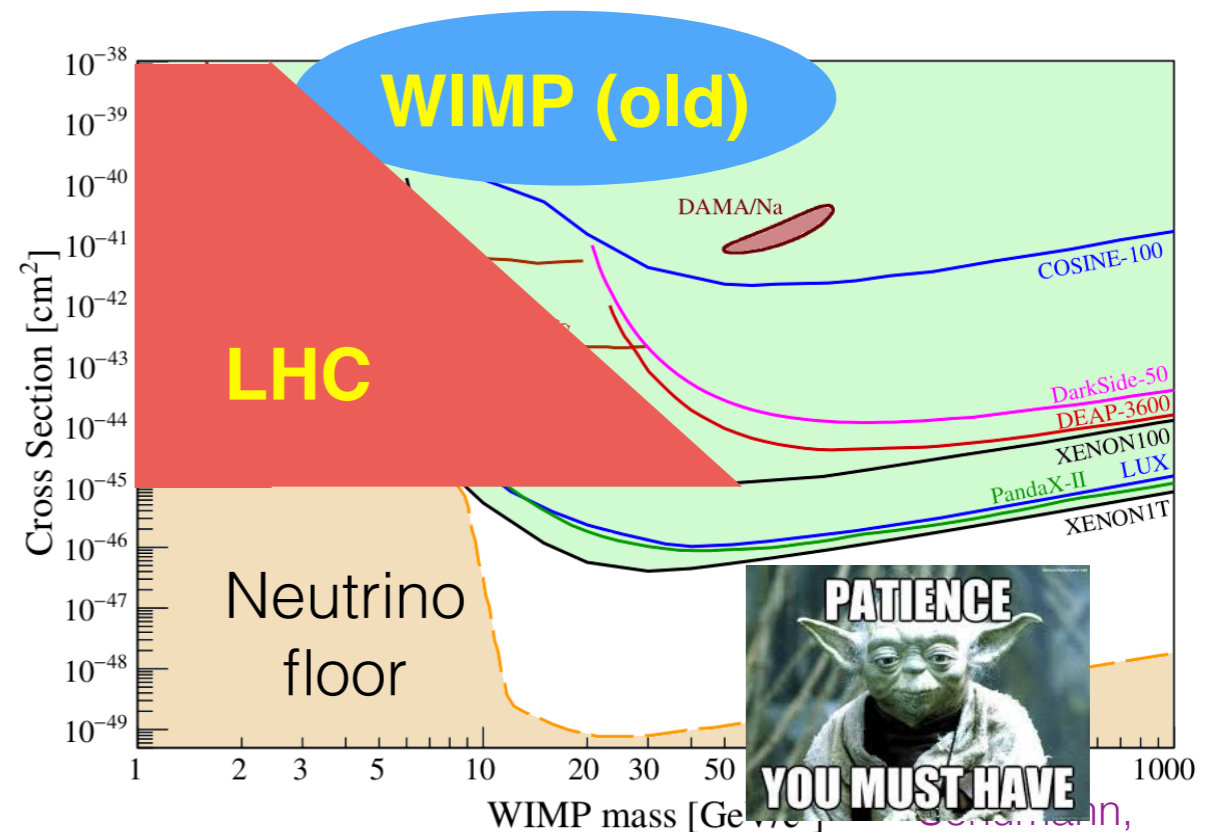 10⁻³⁸
10⁻³⁹
10⁻⁴⁰
10⁻⁴¹
10⁻⁴²
10⁻⁴³
10⁻⁴⁴
10⁻⁴⁵
10⁻⁴⁶
10⁻⁴⁷
10⁻⁴⁸
10⁻⁴⁹
Cross Section [cm²]
WIMP (old)
DAMA/Na
COSINE-100
LHC
DarkSide-50
DEAP-3600
XENON100
LUX
PandaX-II
XENON1T
Neutrino
floor
PATIENCE
YOU MUST HAVE
1 2 3 5 10 20 30 50 1000
WIMP mass [GeV/c